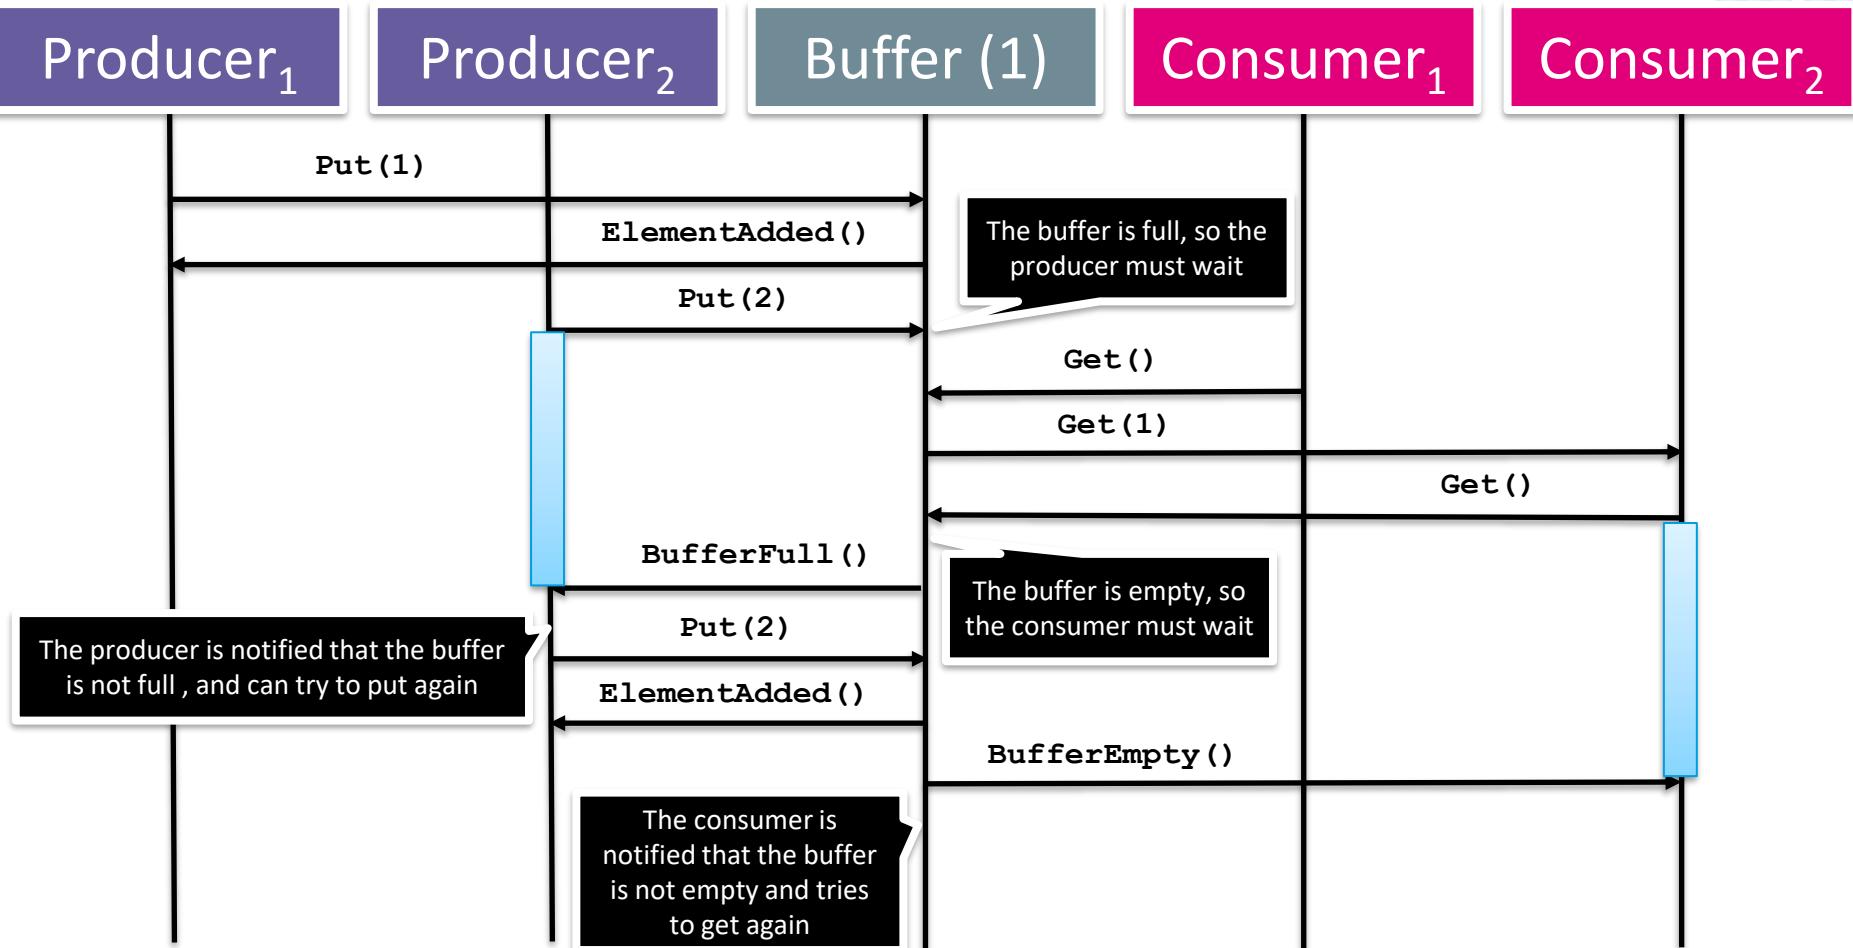 Producer1
Producer2
Buffer (1)
Consumer1
Consumer2
Put(1)
ElementAdded()
The buffer is full, so the
producer must wait
Put(2)
Get()
Get(1)
Get()
BufferFull()
The buffer is empty, so
the consumer must wait
Put(2)
The producer is notified that the buffer
is not full , and can try to put again
ElementAdded()
BufferEmpty()
The consumer is
notified that the buffer
is not empty and tries
to get again